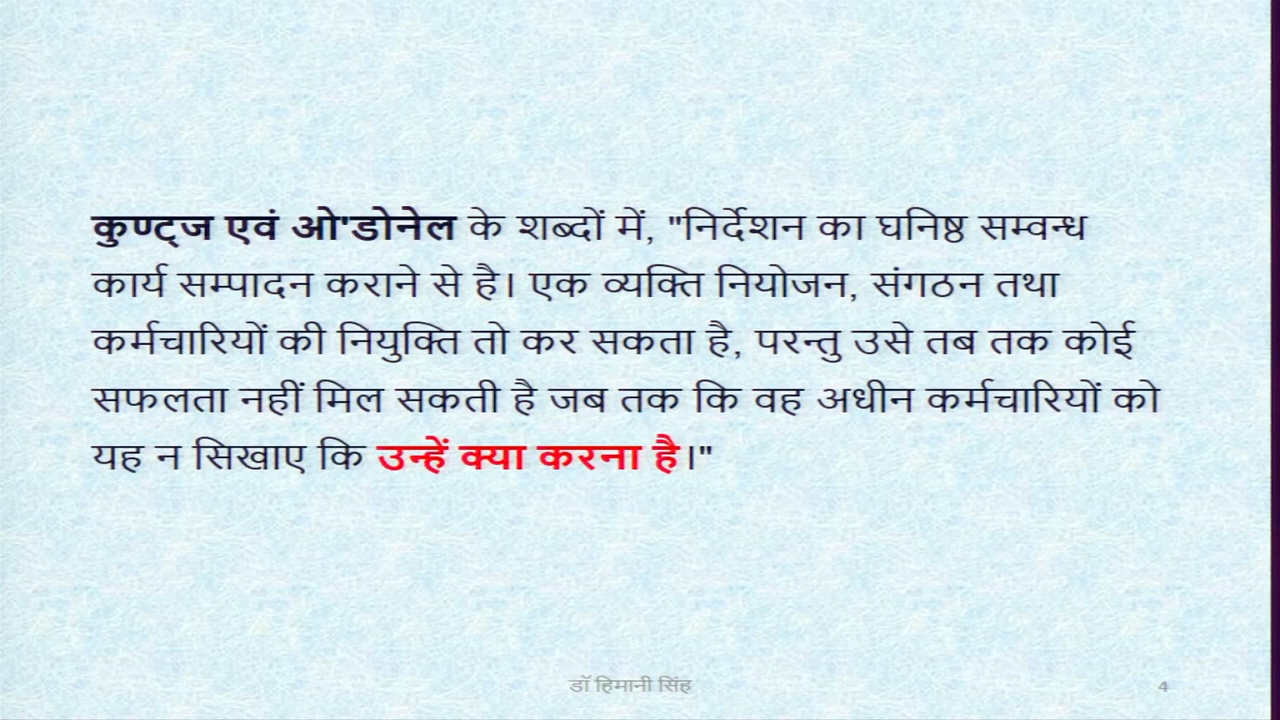 कुण्ट्ज एवं ओ'डोनेल के शब्दों में, "निर्देशन का घनिष्ठ सम्वन्ध
कार्य सम्पादन कराने से है। एक व्यक्ति नियोजन, संगठन तथा
कर्मचारियों की नियुक्ति तो कर सकता है, परन्तु उसे तब तक कोई
सफलता नहीं मिल सकती है जब तक कि वह अधीन कर्मचारियों को
यह न सिखाए कि उन्हें क्या करना है।"
डॉ हिमानी सिंह
4